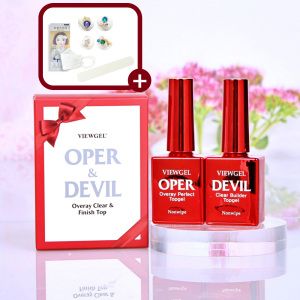 VIEWGEL
OPER
&
DEVIL
Overay Clear &
Finish Top
VIEWGEL
OPER
Overay Perfect
Topgel
Nonwipe
VIEWGEL
DEVIL
Clear Builder
Topgel
Nonwipe